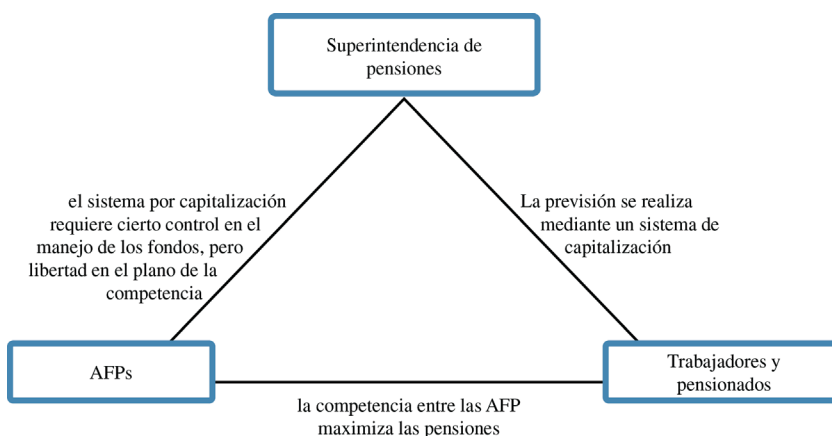 Superintendencia de
pensiones
el sistema por capitalización
requiere cierto control en el
manejo de los fondos, pero
libertad en el plano de la
competencia
La previsión se realiza
mediante un sistema de
capitalización
AFPs
Trabajadores y
pensionados
la competencia entre las AFP
maximiza las pensiones